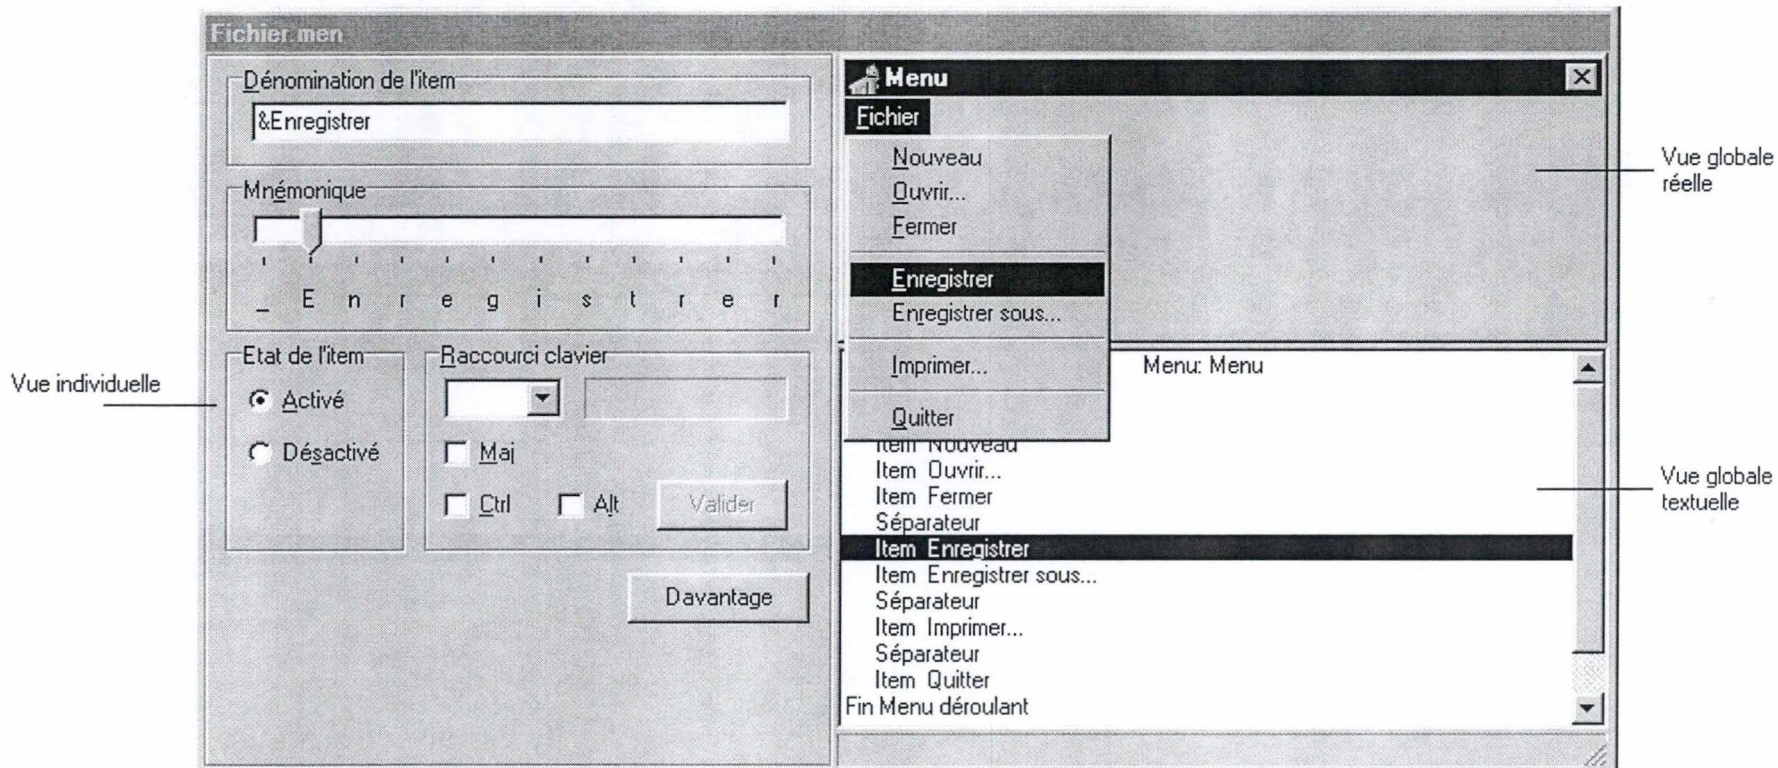 Fichier.men
Dénomination de l'item
&Enregistrer
Mnémonique
_ E n r e g i s t r e r
Etat de l'item
Activé
Désactivé
Raccourci clavier
Maj
Ctrl
Alt
Valider
Davantage
Vue individuelle
Menu
Fichier
Nouveau
Ouvrir...
Fermer
Enregistrer
Enregistrer sous...
Imprimer...
Quitter
Vue globale
réelle
Menu: Menu
Item Nouveau
Item Ouvrir...
Item Fermer
Séparateur
Item Enregistrer
Item Enregistrer sous...
Séparateur
Item Imprimer...
Séparateur
Item Quitter
Fin Menu déroulant
Vue globale
textuelle